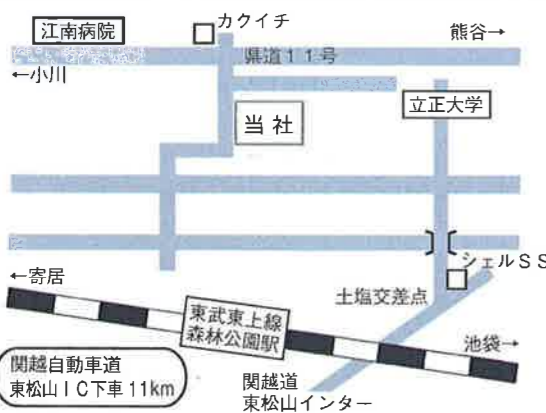 江南病院
カクイチ
熊谷→
県道11号
←小川
立正大学
当社
シェルSS
←寄居
土塩交差点
東武東上線
森林公園駅
池袋→
関越自動車道
東松山IC下車11km
関越道
東松山インター